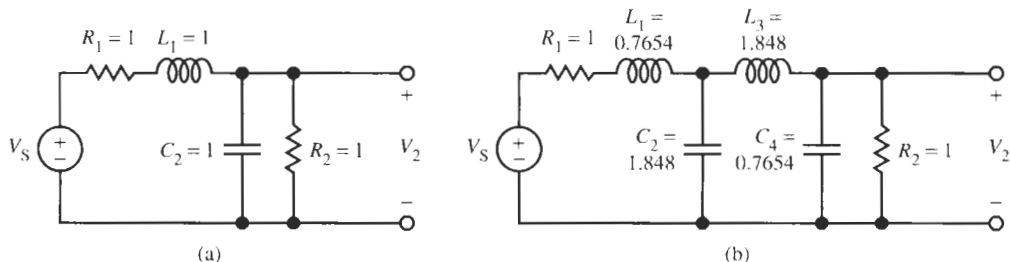 R1 = 1
L1 = 1
VS
+
−
C2 = 1
R2 = 1
+
V2
−
(a)
R1 = 1
L1 =
0.7654
L3 =
1.848
VS
+
−
C2 =
1.848
C4 =
0.7654
R2 = 1
+
V2
−
(b)